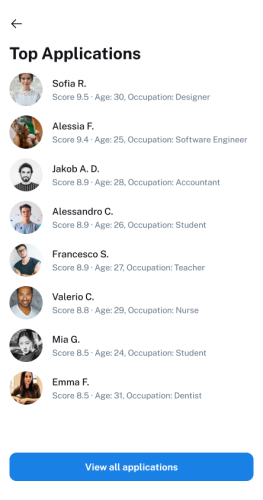 Top Applications
Sofia R.
Score 9.5 · Age: 30, Occupation: Designer
Alessia F.
Score 9.4 · Age: 25, Occupation: Software Engineer
Jakob A. D.
Score 8.9 · Age: 28, Occupation: Accountant
Alessandro C.
Score 8.9 · Age: 26, Occupation: Student
Francesco S.
Score 8.9 · Age: 27, Occupation: Teacher
Valerio C.
Score 8.8 · Age: 29, Occupation: Nurse
Mia G.
Score 8.5 · Age: 24, Occupation: Student
Emma F.
Score 8.5 · Age: 31, Occupation: Dentist
View all applications